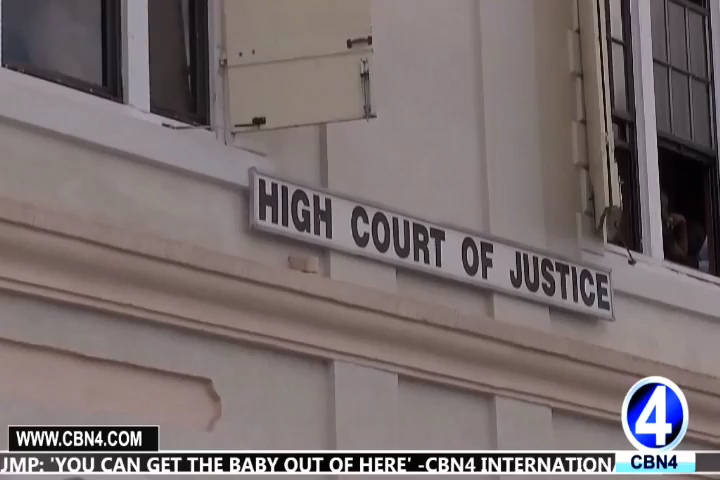 HIGH COURT OF JUSTICE
4
WWW.CBN4.COM
CBN4
UMP: 'YOU CAN GET THE BABY OUT OF HERE' -CBN4 INTERNATION